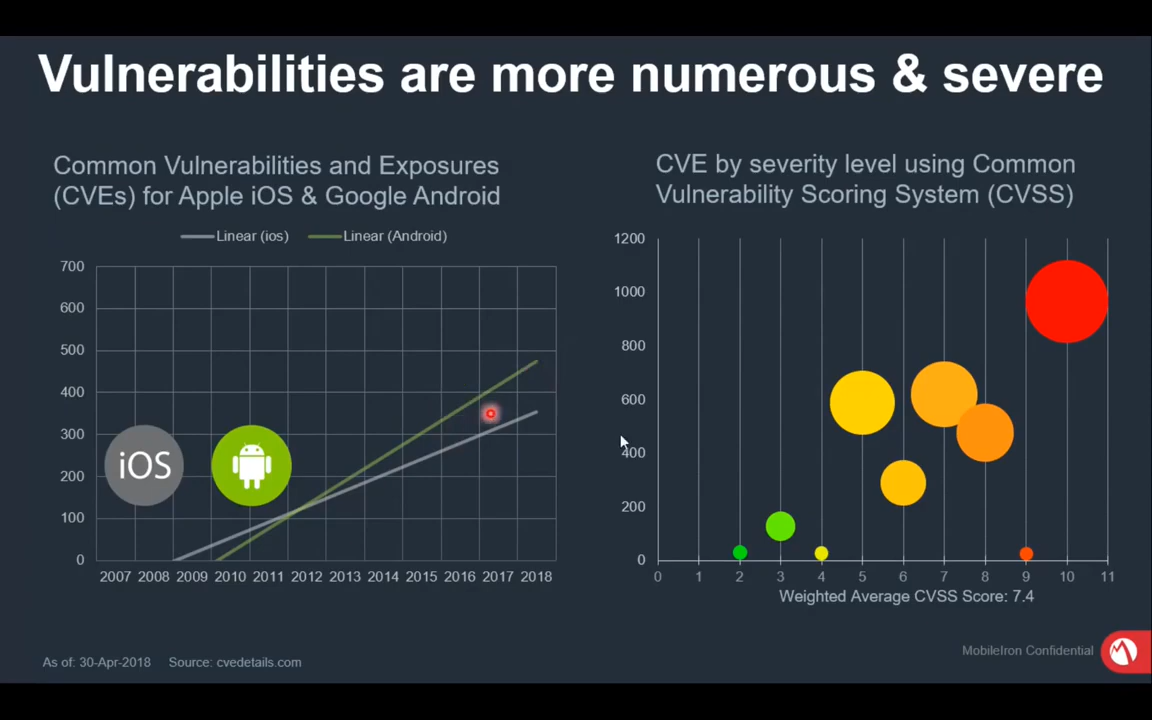 Vulnerabilities are more numerous & severe
Common Vulnerabilities and Exposures
(CVEs) for Apple iOS & Google Android
Linear (ios)
Linear (Android)
700
600
500
400
300
200
100
0
iOS
2007 2008 2009 2010 2011 2012 2013 2014 2015 2016 2017 2018
CVE by severity level using Common
Vulnerability Scoring System (CVSS)
1200
1000
800
600
400
200
0
0 1 2 3 4 5 6 7 8 9 10 11
Weighted Average CVSS Score: 7.4
As of: 30-Apr-2018 Source: cvedetails.com
MobileIron Confidential